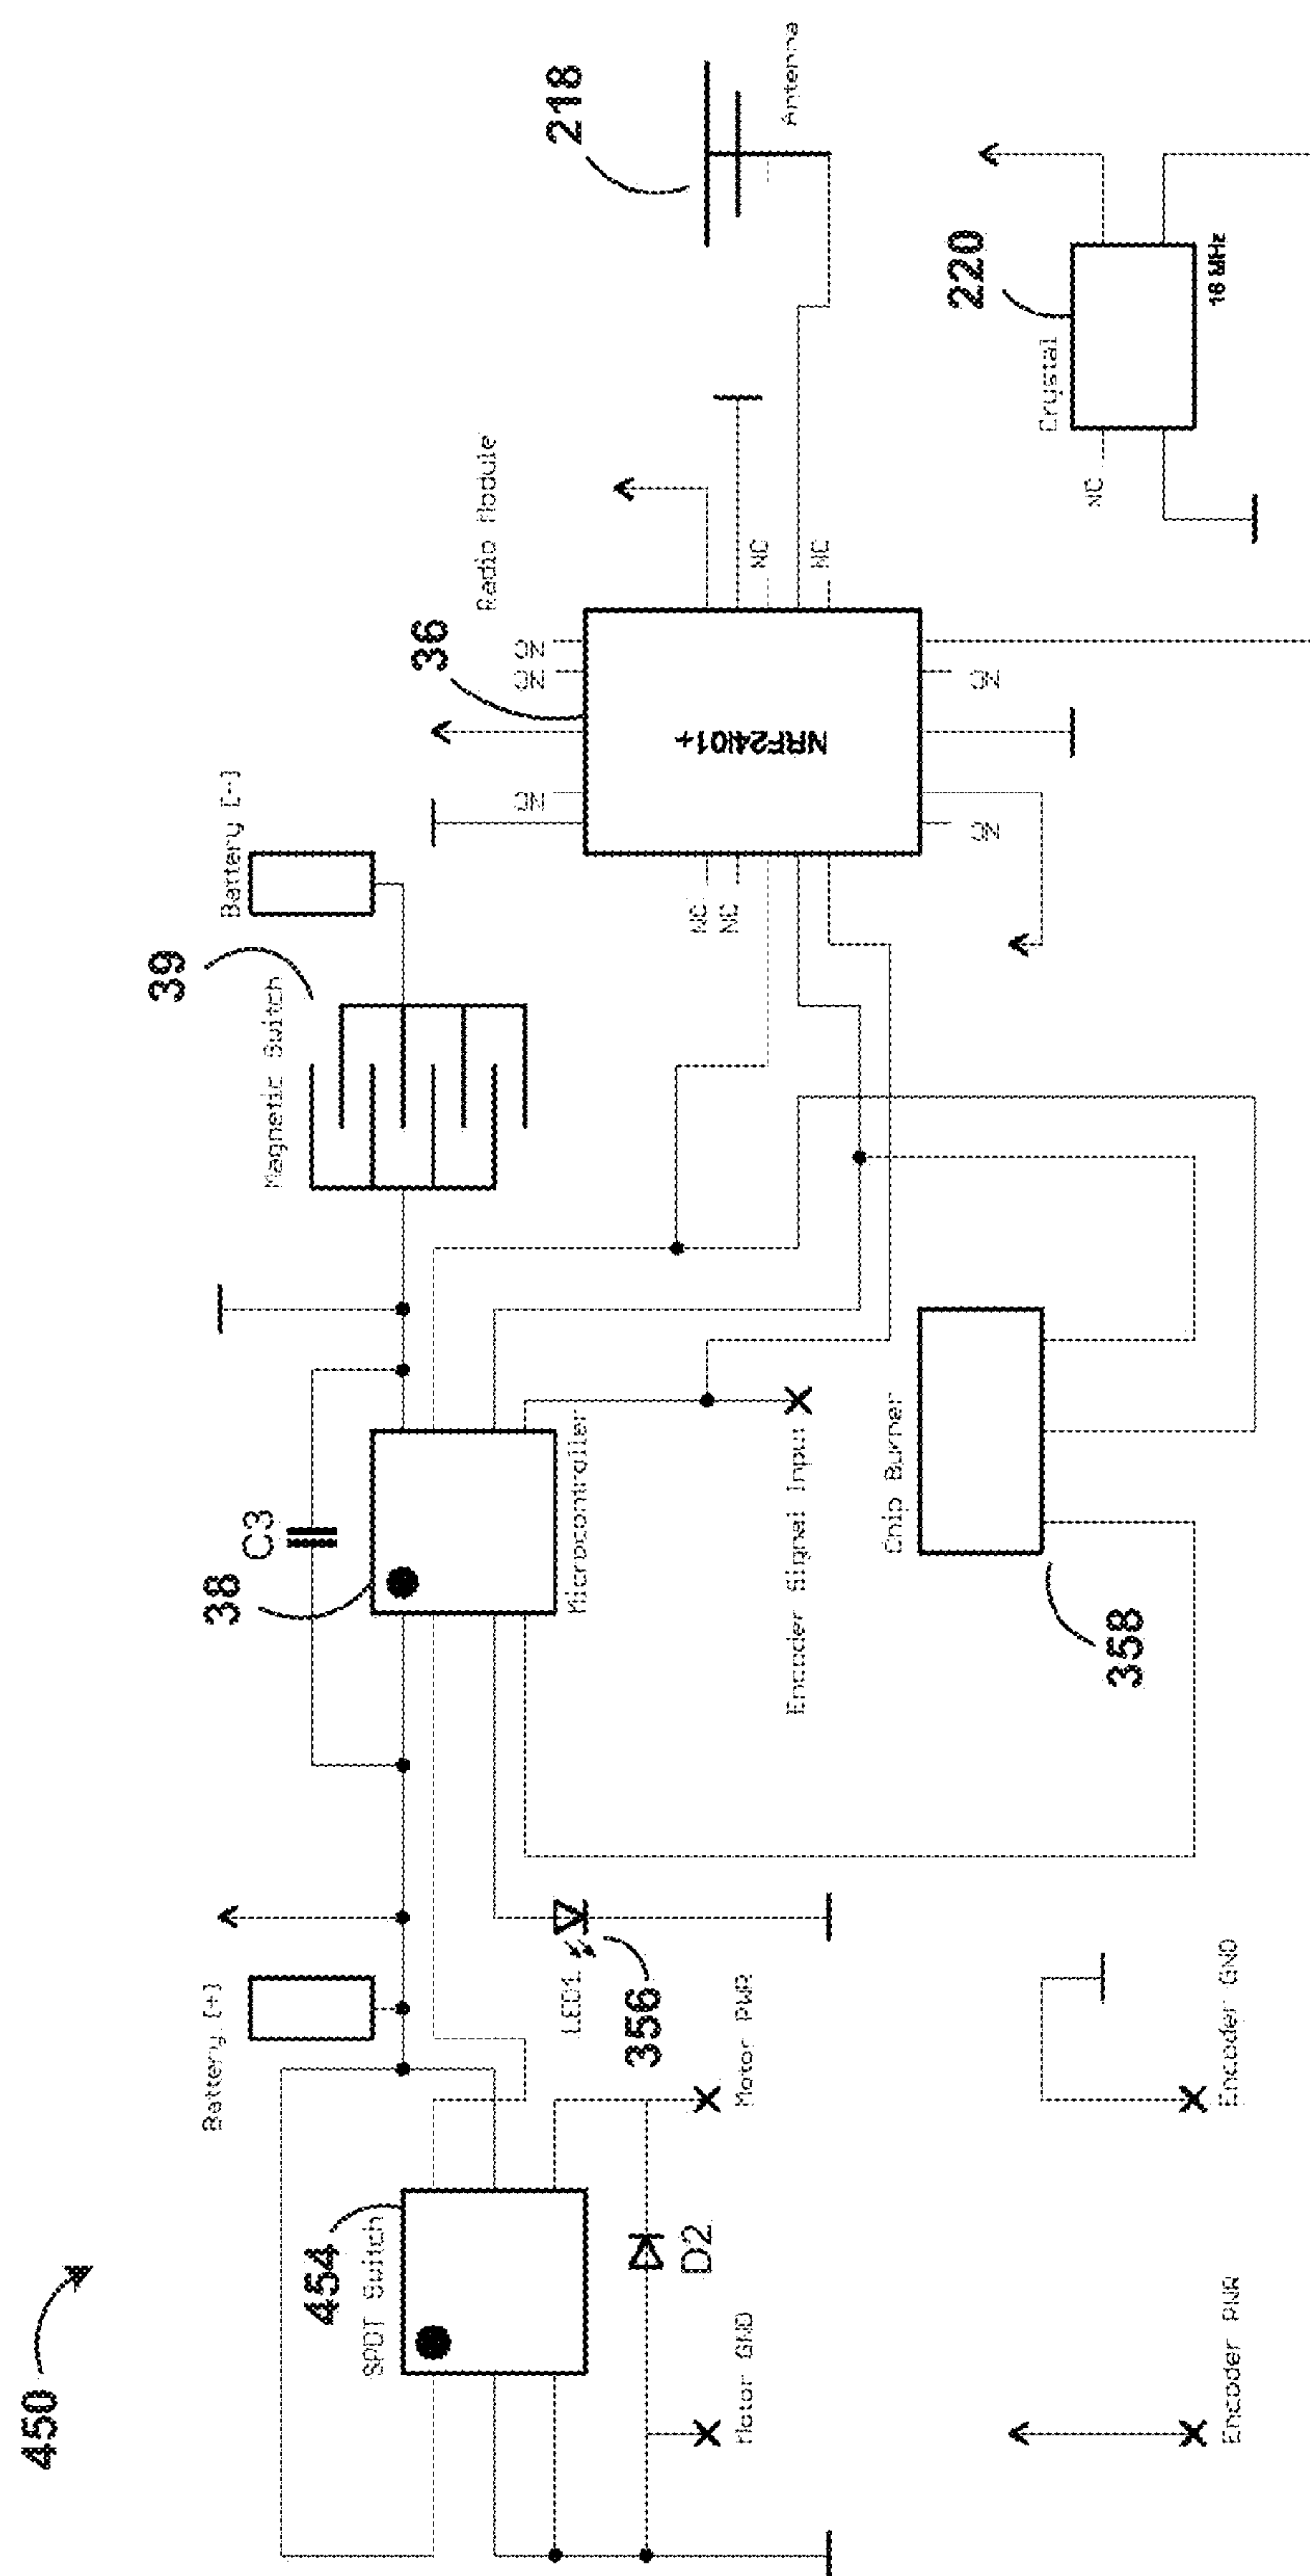 450
454
SPDT Switch
Motor GND
D2
Motor PWR
Encoder PWR
Encoder GND
Battery [+]
LED1
356
38
C3
Microcontroller
Encoder Signal Input
Chip Burner
358
39
Magnetic Switch
Battery [-]
36
Radio Module
NRF24l01+
NC
NC
NC
NC
NC
NC
NC
NC
NC
218
Antenna
220
Crystal
NC
16 MHz